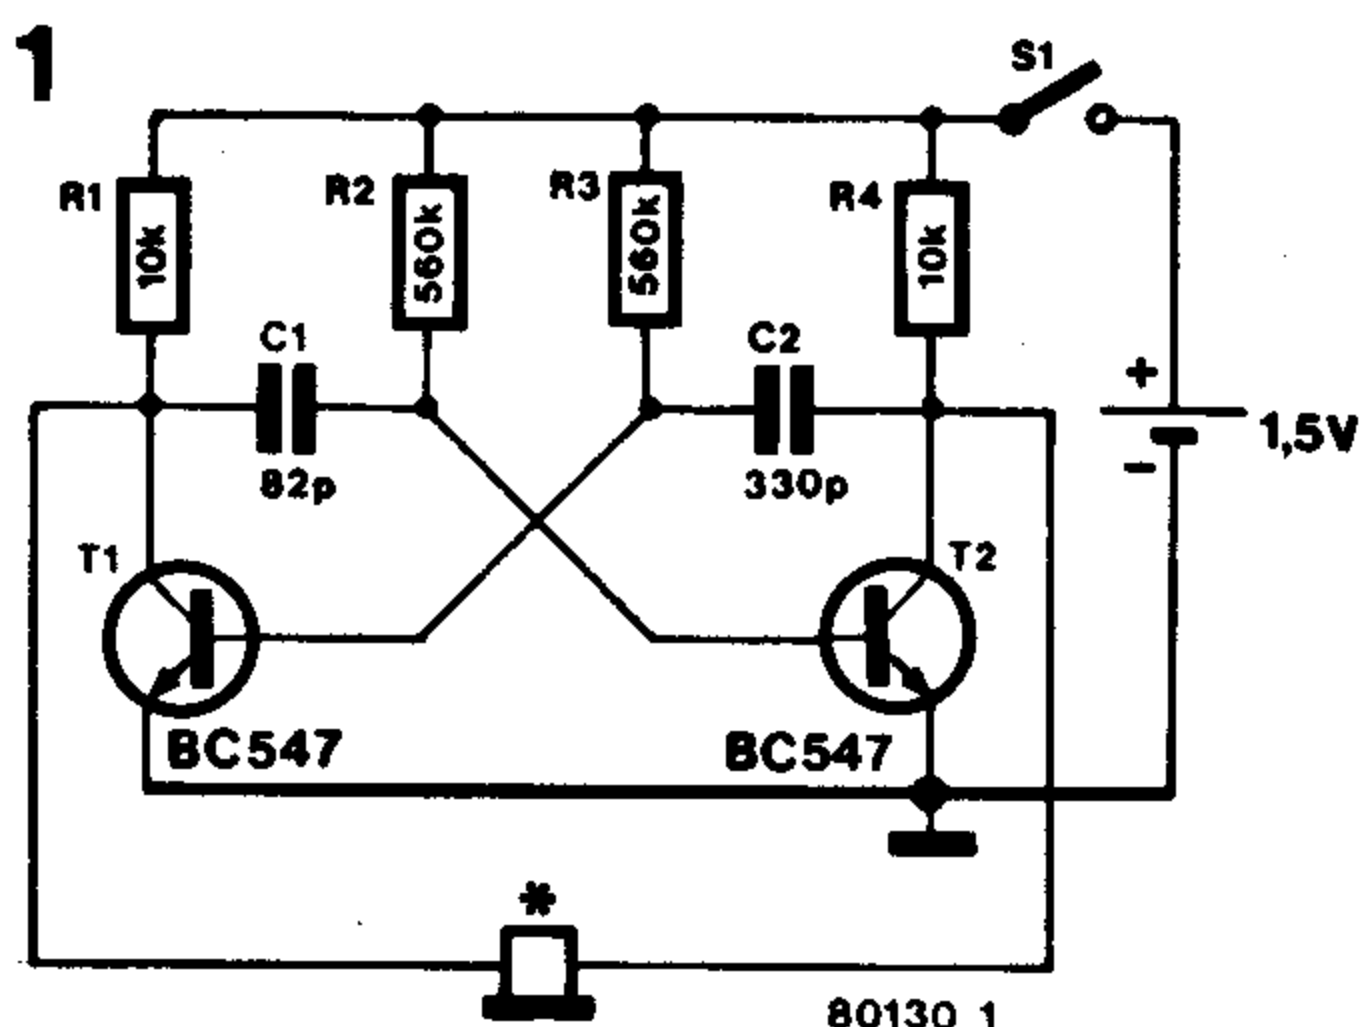 1
S1
R1
10k
R2
560k
R3
560k
R4
10k
C1
82p
C2
330p
+
-
1,5V
T1
BC547
T2
BC547
*
80130 1